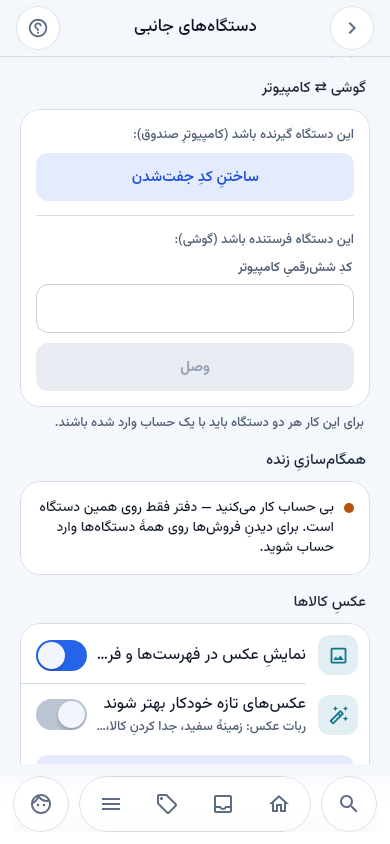 دستگاه‌های جانبی
گوشی ⇄ کامپیوتر
این دستگاه گیرنده باشد (کامپیوترِ صندوق):
ساختنِ کدِ جفت‌شدن
این دستگاه فرستنده باشد (گوشی):
کدِ شش‌رقمیِ کامپیوتر
وصل
برای این کار هر دو دستگاه باید با یک حساب وارد شده باشند.
همگام‌سازیِ زنده
بی حساب کار می‌کنید — دفتر فقط روی همین دستگاه
است. برای دیدنِ فروش‌ها روی همهٔ دستگاه‌ها وارد
حساب شوید.
عکسِ کالاها
نمایشِ عکس در فهرست‌ها و فر...
عکس‌های تازه خودکار بهتر شوند
ربات عکس: زمینهٔ سفید، جدا کردنِ کالا،...